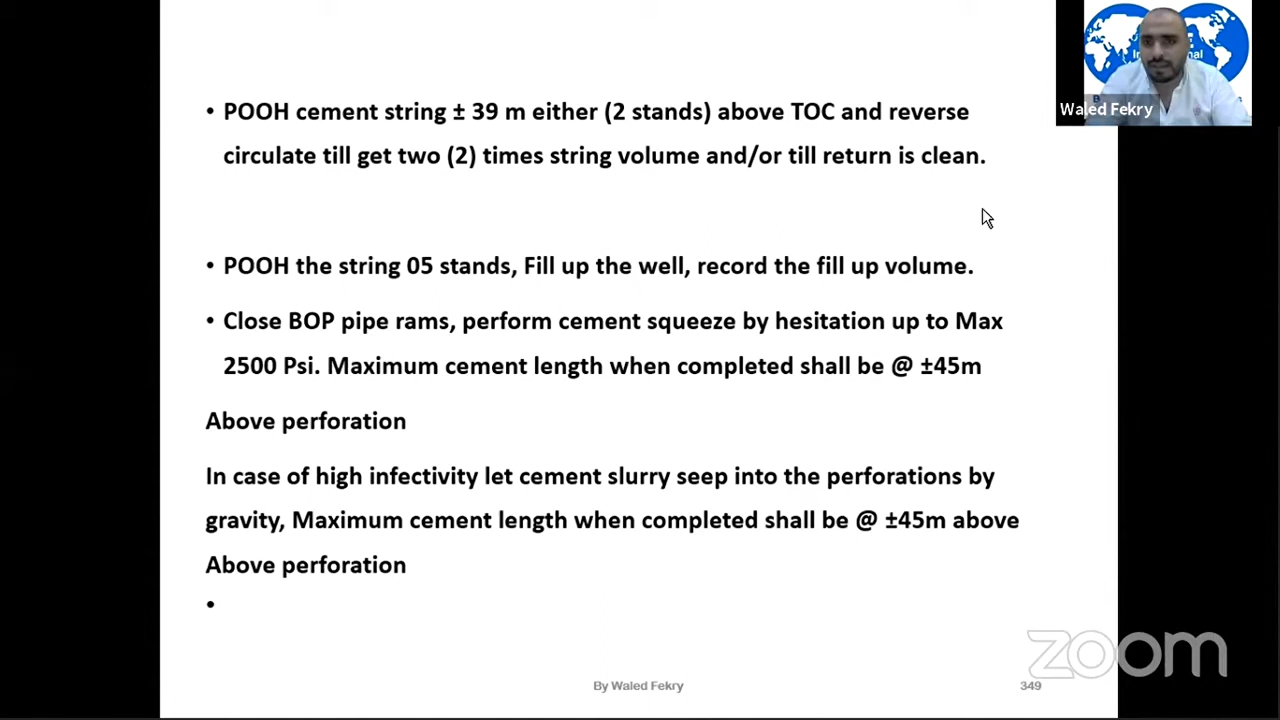 • POOH cement string ± 39 m either (2 stands) above TOC and reverse
circulate till get two (2) times string volume and/or till return is clean.
• POOH the string 05 stands, Fill up the well, record the fill up volume.
• Close BOP pipe rams, perform cement squeeze by hesitation up to Max
2500 Psi. Maximum cement length when completed shall be @ ±45m
Above perforation
In case of high infectivity let cement slurry seep into the perforations by
gravity, Maximum cement length when completed shall be @ ±45m above
Above perforation
•
By Waled Fekry
349
Waled Fekry
zoom